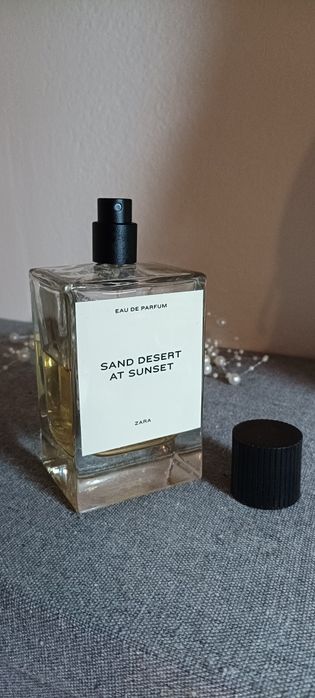 EAU DE PARFUM
SAND DESERT
AT SUNSET
ZARA